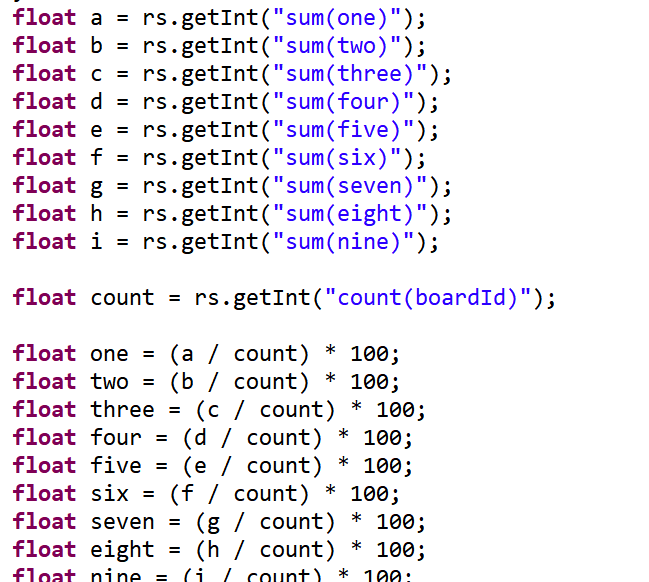 float a = rs.getInt("sum(one)");
float b = rs.getInt("sum(two)");
float c = rs.getInt("sum(three)");
float d = rs.getInt("sum(four)");
float e = rs.getInt("sum(five)");
float f = rs.getInt("sum(six)");
float g = rs.getInt("sum(seven)");
float h = rs.getInt("sum(eight)");
float i = rs.getInt("sum(nine)");
float count = rs.getInt("count(boardId)");
float one = (a / count) * 100;
float two = (b / count) * 100;
float three = (c / count) * 100;
float four = (d / count) * 100;
float five = (e / count) * 100;
float six = (f / count) * 100;
float seven = (g / count) * 100;
float eight = (h / count) * 100;
float nine = (i / count) * 100;